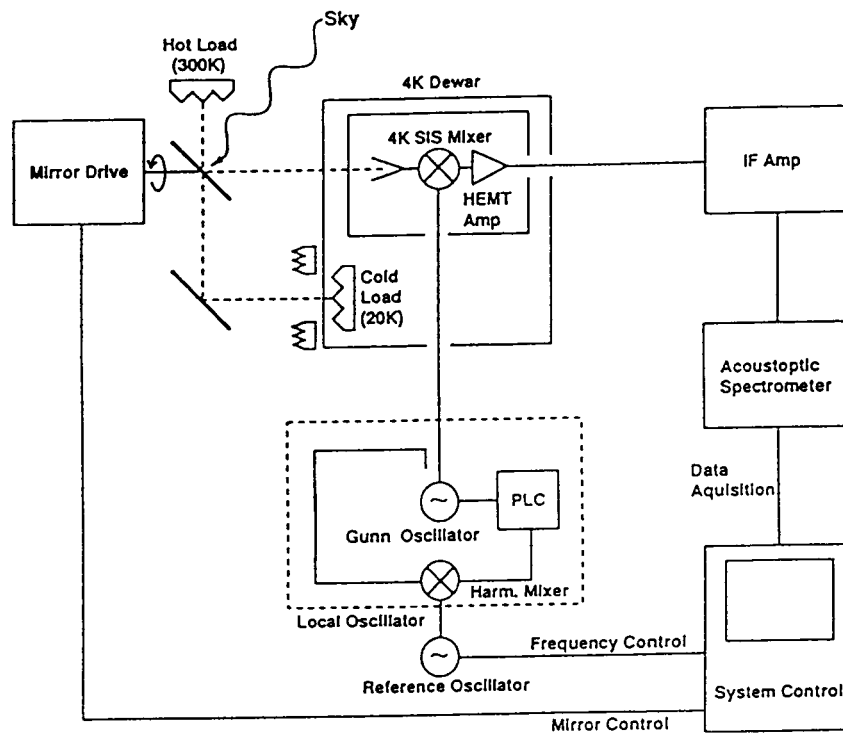 Sky
Hot Load
(300K)
4K Dewar
4K SIS Mixer
Mirror Drive
IF Amp
HEMT
Amp
Cold
Load
(20K)
Acoustoptic
Spectrometer
Data
Aquisition
PLC
~
Gunn Oscillator
Harm. Mixer
Local Oscillator
~
Frequency Control
Reference Oscillator
System Control
Mirror Control